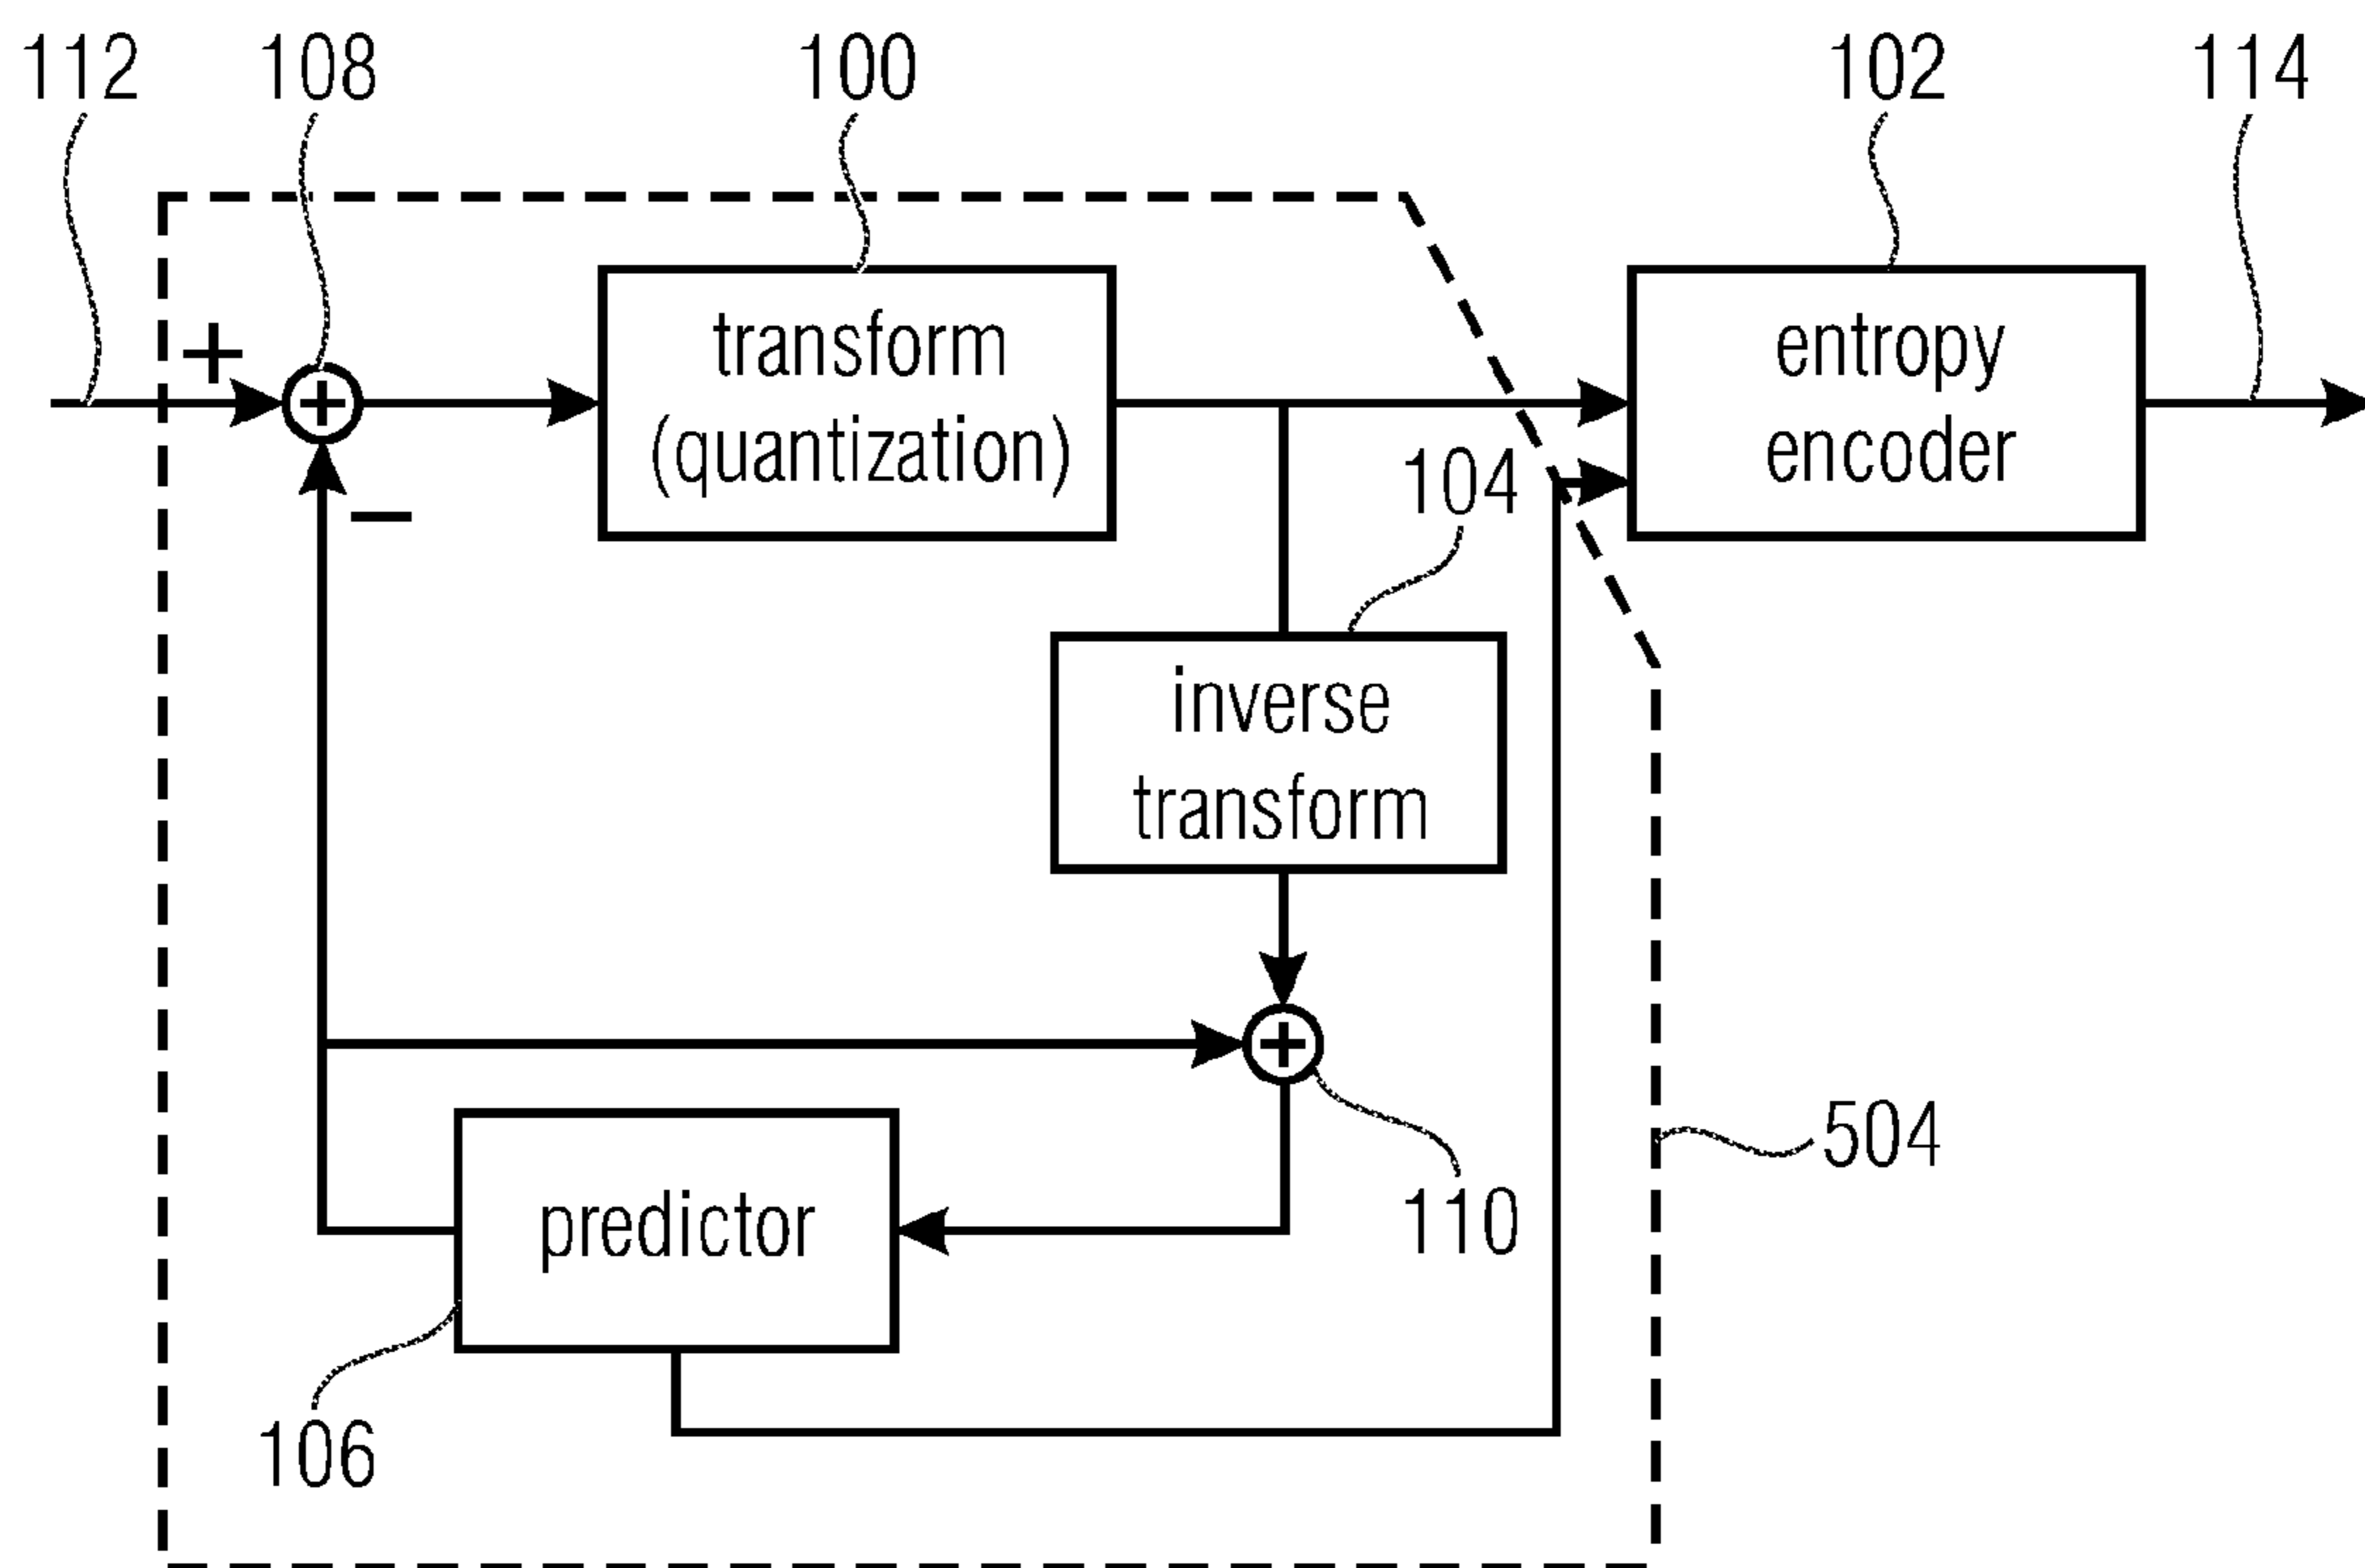 112
108
100
102
114
+
transform
(quantization)
entropy
encoder
−
104
inverse
transform
504
110
predictor
106